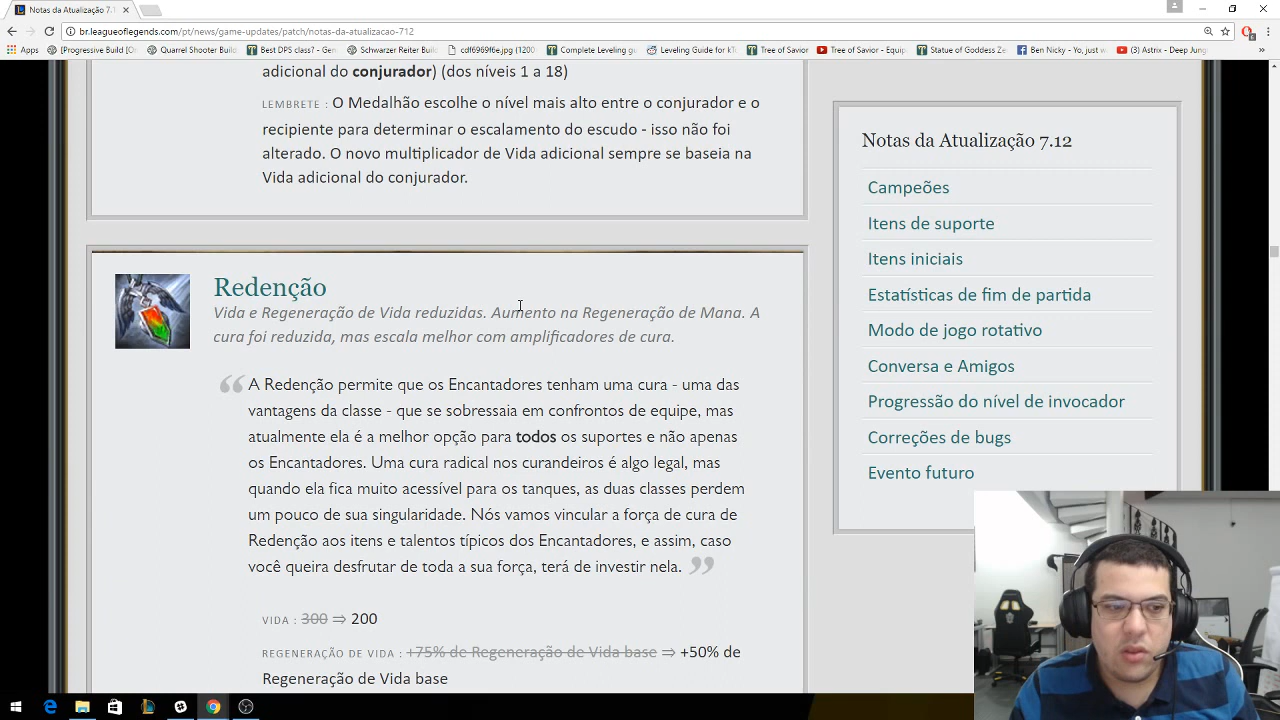 Notas da Atualização 7.1
br.leagueoflegends.com/pt/news/game-updates/patch/notas-da-atualizacao-712
Apps [Progressive Build [O Quarrel Shooter Build Best DPS class? - Gen Schwarzer Reiter Buil cdf6969f6e.jpg (1200 Complete Leveling Gu Leveling Guide for kT Tree of Savior Tree of Savior - Equip Statue of Goddess Ze Ben Nicky - Yo, just w (3) Astrix - Deep Jung
adicional do conjurador) (dos níveis 1 a 18)
LEMBRETE : O Medalhão escolhe o nível mais alto entre o conjurador e o
recipiente para determinar o escalamento do escudo - isso não foi
alterado. O novo multiplicador de Vida adicional sempre se baseia na
Vida adicional do conjurador.
Redenção
Vida e Regeneração de Vida reduzidas. Aumento na Regeneração de Mana. A
cura foi reduzida, mas escala melhor com amplificadores de cura.
“ A Redenção permite que os Encantadores tenham uma cura - uma das
vantagens da classe - que se sobressaia em confrontos de equipe, mas
atualmente ela é a melhor opção para todos os suportes e não apenas
os Encantadores. Uma cura radical nos curandeiros é algo legal, mas
quando ela fica muito acessível para os tanques, as duas classes perdem
um pouco de sua singularidade. Nós vamos vincular a força de cura de
Redenção aos itens e talentos típicos dos Encantadores, e assim, caso
você queira desfrutar de toda a sua força, terá de investir nela. ”
VIDA : 300 ⇒ 200
REGENERAÇÃO DE VIDA : +75% de Regeneração de Vida base ⇒ +50% de
Regeneração de Vida base
Notas da Atualização 7.12
Campeões
Itens de suporte
Itens iniciais
Estatísticas de fim de partida
Modo de jogo rotativo
Conversa e Amigos
Progressão do nível de invocador
Correções de bugs
Evento futuro